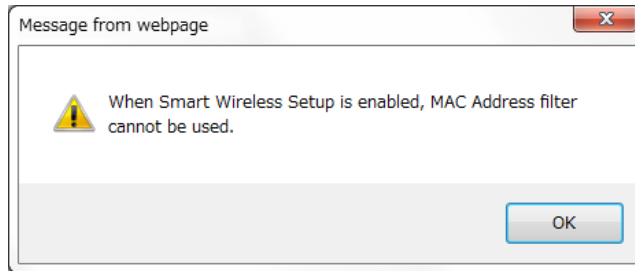 Message from webpage
When Smart Wireless Setup is enabled, MAC Address filter
cannot be used.
OK